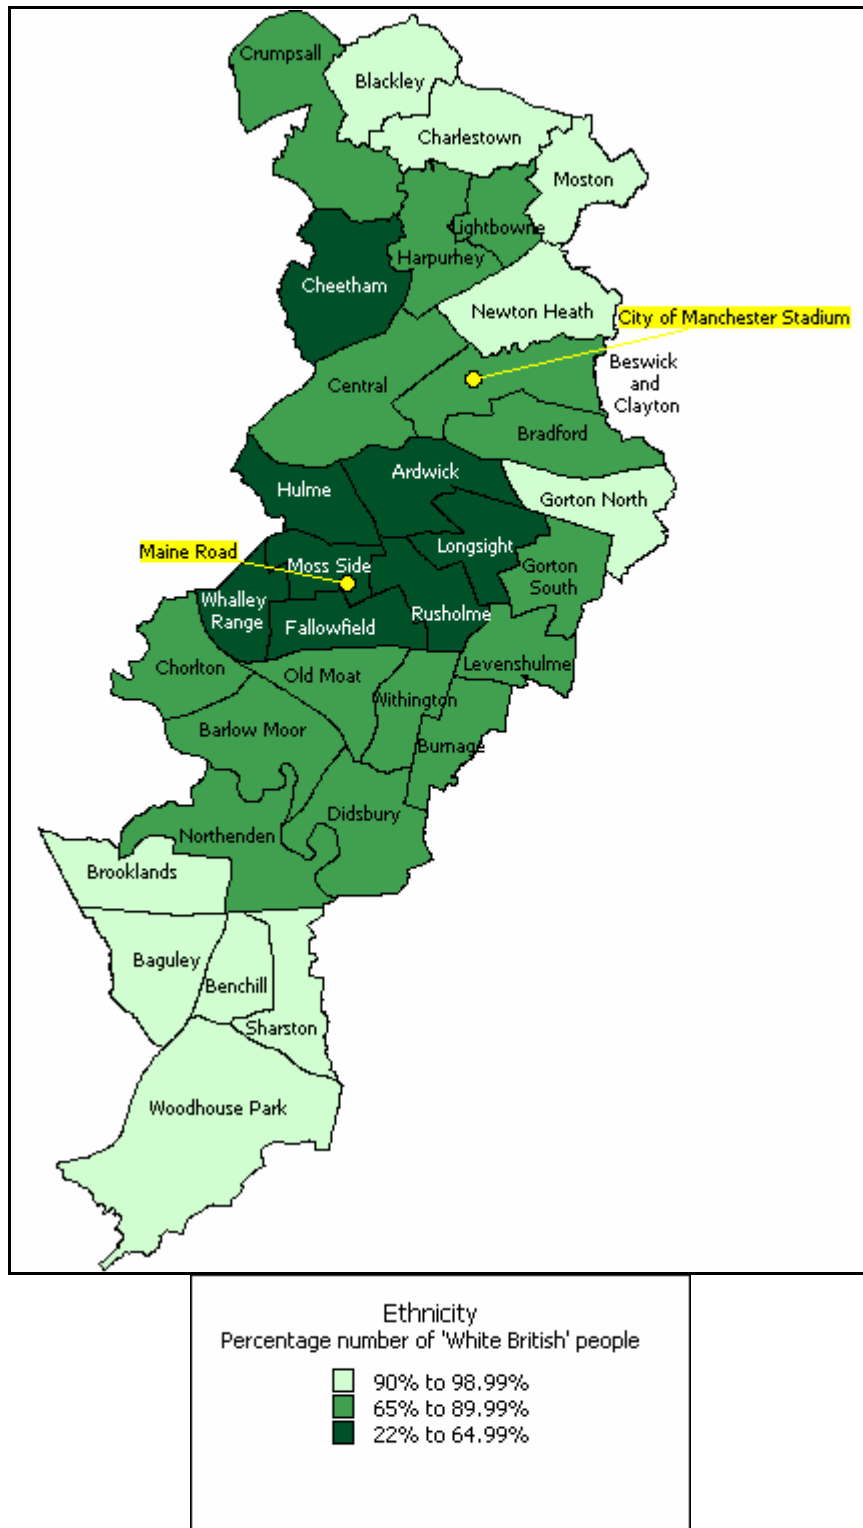 Crumpsall
Blackley
Charlestown
Moston
Lightbowne
Harpurhey
Cheetham
Newton Heath
City of Manchester Stadium
Beswick
and
Clayton
Central
Bradford
Ardwick
Hulme
Gorton North
Longsight
Maine Road
Moss Side
Gorton
South
Whalley
Range
Rusholme
Fallowfield
Levenshulme
Chorlton
Old Moat
Withington
Barlow Moor
Burnage
Didsbury
Northenden
Brooklands
Baguley
Benchill
Sharston
Woodhouse Park
Ethnicity
Percentage number of 'White British' people
90% to 98.99%
65% to 89.99%
22% to 64.99%